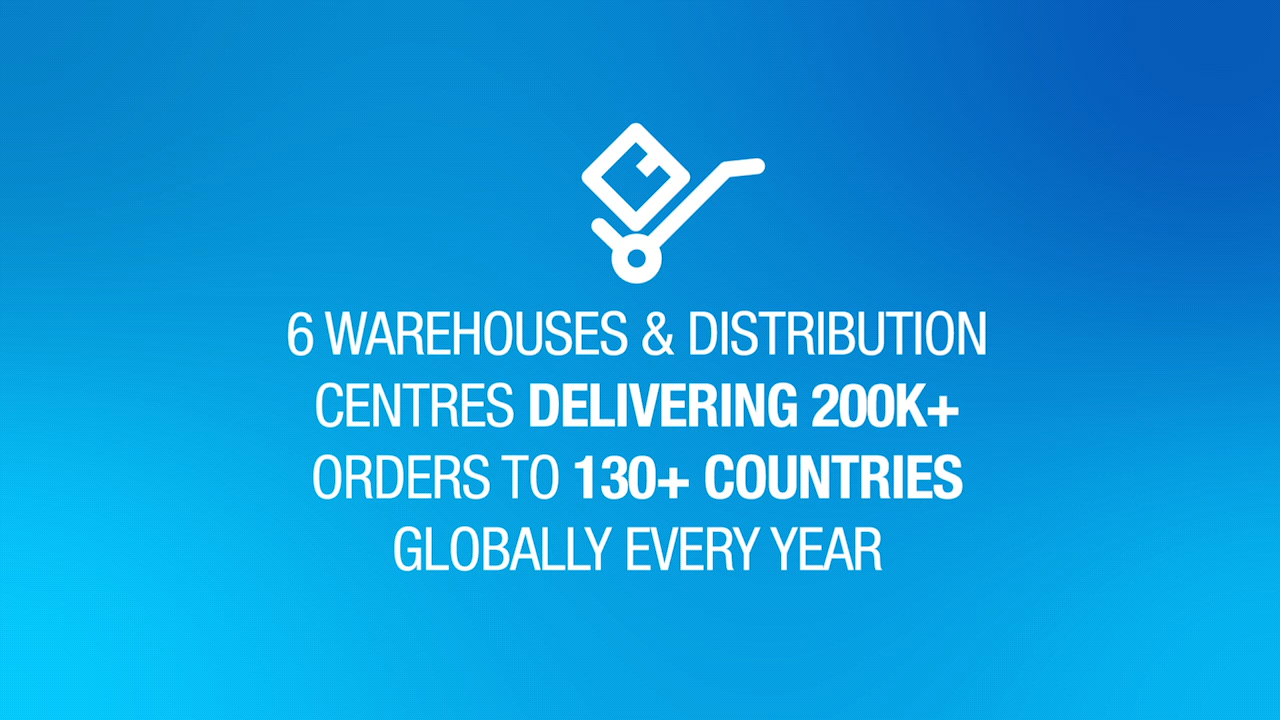 6 WAREHOUSES & DISTRIBUTION
CENTRES DELIVERING 200K+
ORDERS TO 130+ COUNTRIES
GLOBALLY EVERY YEAR